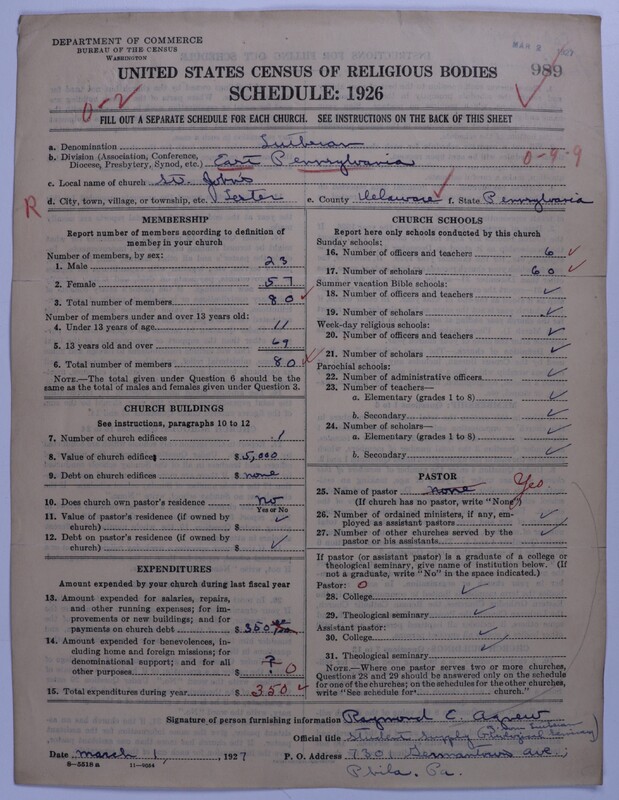 DEPARTMENT OF COMMERCE
BUREAU OF THE CENSUS
WASHINGTON
MAR 2 1927
989
UNITED STATES CENSUS OF RELIGIOUS BODIES
SCHEDULE: 1926
0-2
FILL OUT A SEPARATE SCHEDULE FOR EACH CHURCH. SEE INSTRUCTIONS ON THE BACK OF THIS SHEET
a. Denomination Lutheran
b. Division (Association, Conference, Diocese, Presbytery, Synod, etc.) East Pennsylvania 0-9-9
c. Local name of church St. John's
R d. City, town, village, or township, etc. Lester e. County Delaware f. State Pennsylvania
MEMBERSHIP
Report number of members according to definition of
member in your church
Number of members, by sex:
1. Male 23
2. Female 57
3. Total number of members 80
Number of members under and over 13 years old:
4. Under 13 years of age 11
5. 13 years old and over 69
6. Total number of members 80
NOTE.—The total given under Question 6 should be the
same as the total of males and females given under Question 3.
CHURCH BUILDINGS
See instructions, paragraphs 10 to 12
7. Number of church edifices 1
8. Value of church edifices $5,000
9. Debt on church edifices $ none
10. Does church own pastor's residence No
Yes or No
11. Value of pastor's residence (if owned by
church) $ ✓
12. Debt on pastor's residence (if owned by
church) $ ✓
EXPENDITURES
Amount expended by your church during last fiscal year
13. Amount expended for salaries, repairs,
and other running expenses; for im-
provements or new buildings; and for
payments on church debt $ 350
14. Amount expended for benevolences, in-
cluding home and foreign missions; for
denominational support; and for all
other purposes $ ? 0
15. Total expenditures during year $ 350
CHURCH SCHOOLS
Report here only schools conducted by this church
Sunday schools:
16. Number of officers and teachers 6
17. Number of scholars 60
Summer vacation Bible schools:
18. Number of officers and teachers ✓
19. Number of scholars ✓
Week-day religious schools:
20. Number of officers and teachers ✓
21. Number of scholars ✓
Parochial schools:
22. Number of administrative officers ✓
23. Number of teachers—
a. Elementary (grades 1 to 8) ✓
b. Secondary ✓
24. Number of scholars—
a. Elementary (grades 1 to 8) ✓
b. Secondary ✓
PASTOR
25. Name of pastor none Yes
(If church has no pastor, write "None")
26. Number of ordained ministers, if any, em-
ployed as assistant pastors ✓
27. Number of other churches served by the
pastor or his assistants ✓
If pastor (or assistant pastor) is a graduate of a college or
theological seminary, give name of institution below. (If
not a graduate, write "No" in the space indicated.)
Pastor: 0
28. College ✓
29. Theological seminary ✓
Assistant pastor:
30. College ✓
31. Theological seminary ✓
NOTE.—Where one pastor serves two or more churches,
Questions 28 and 29 should be answered only on the schedule
for one of the churches; on the schedules for the other churches,
write "See schedule for church."
Signature of person furnishing information Raymond C. Agnew
Official title Student Supply
Date March 1, 1927 P. O. Address 7301 Germantown Ave.,
8—5518 a 11—9564 Phila. Pa.